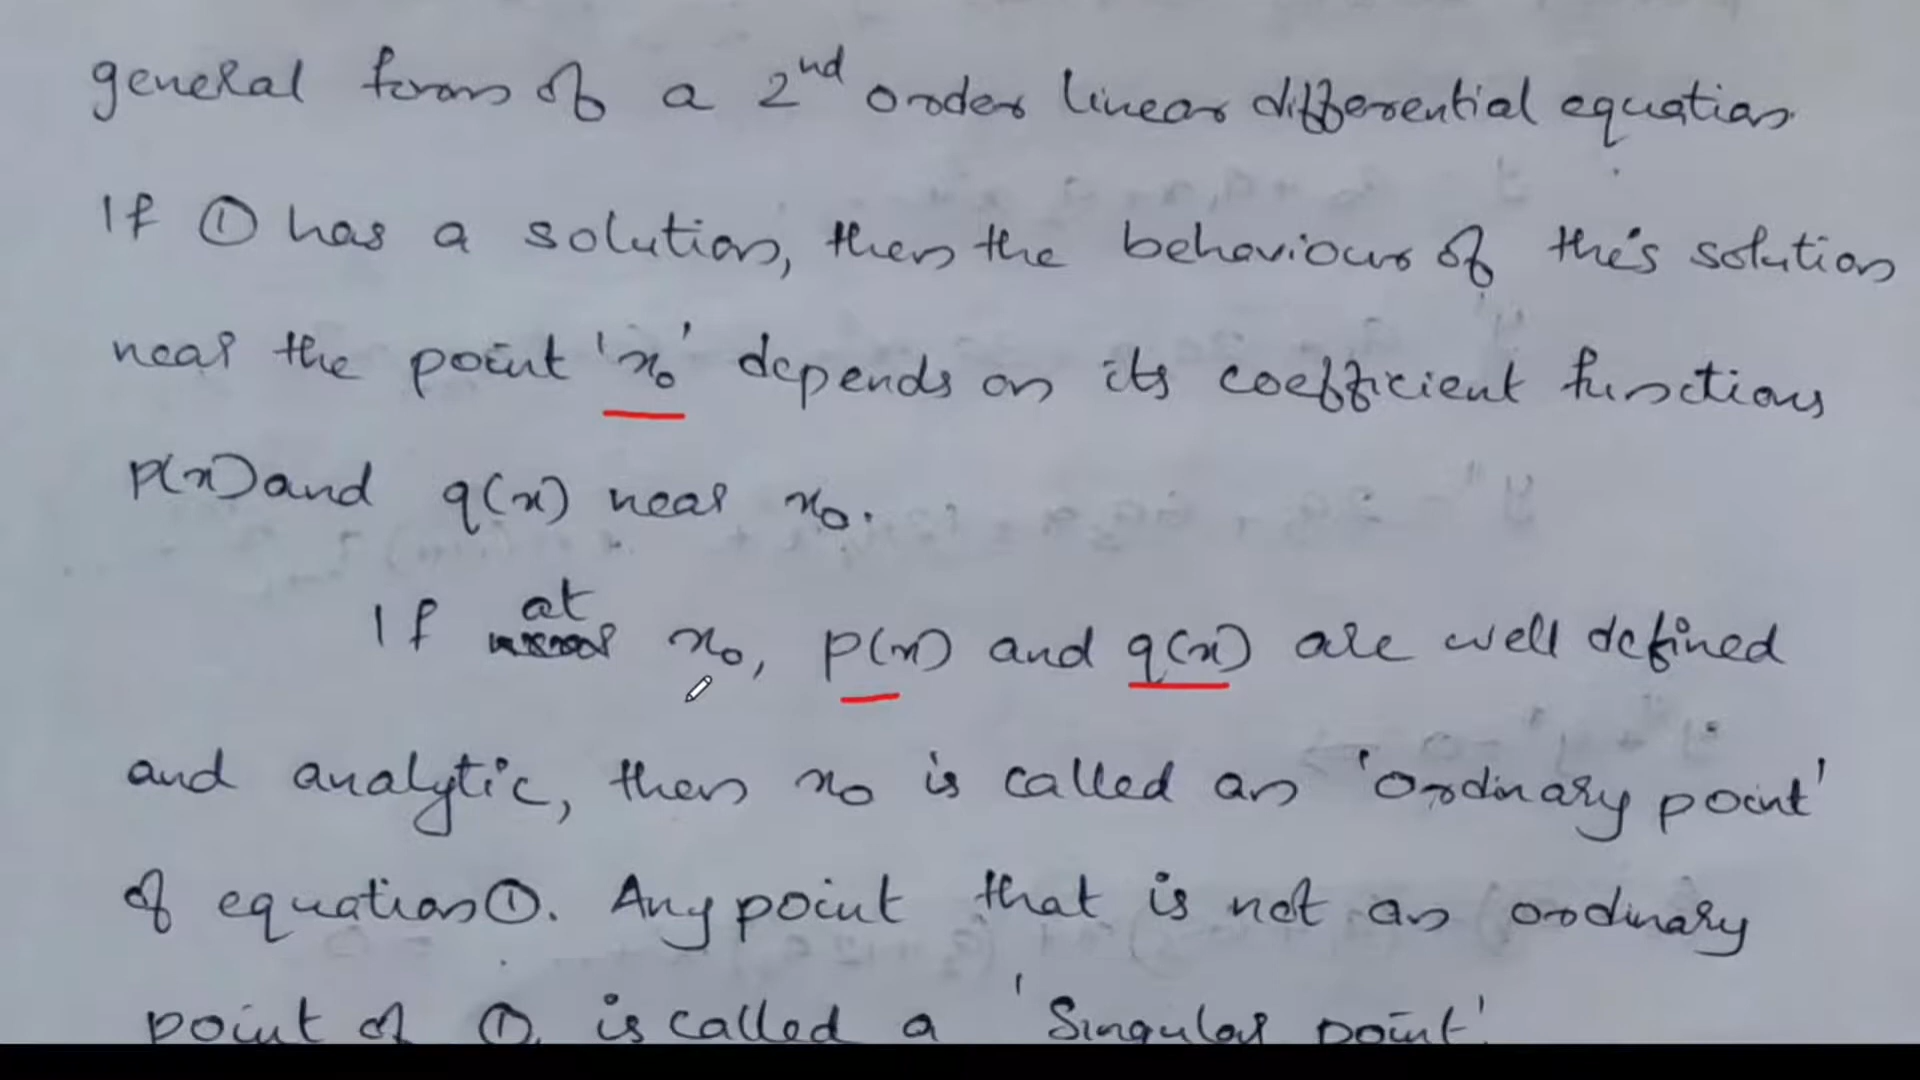 general form of a 2nd order linear differential equation.
If ① has a solution, then the behaviour of this solution
near the point 'x₀' depends on its coefficient functions
p(x) and q(x) near x₀.
at
If x₀, p(x) and q(x) are well defined
and analytic, then x₀ is called an 'ordinary point'
of equation ①. Any point that is not an ordinary
point of ① is called a 'Singular point'.